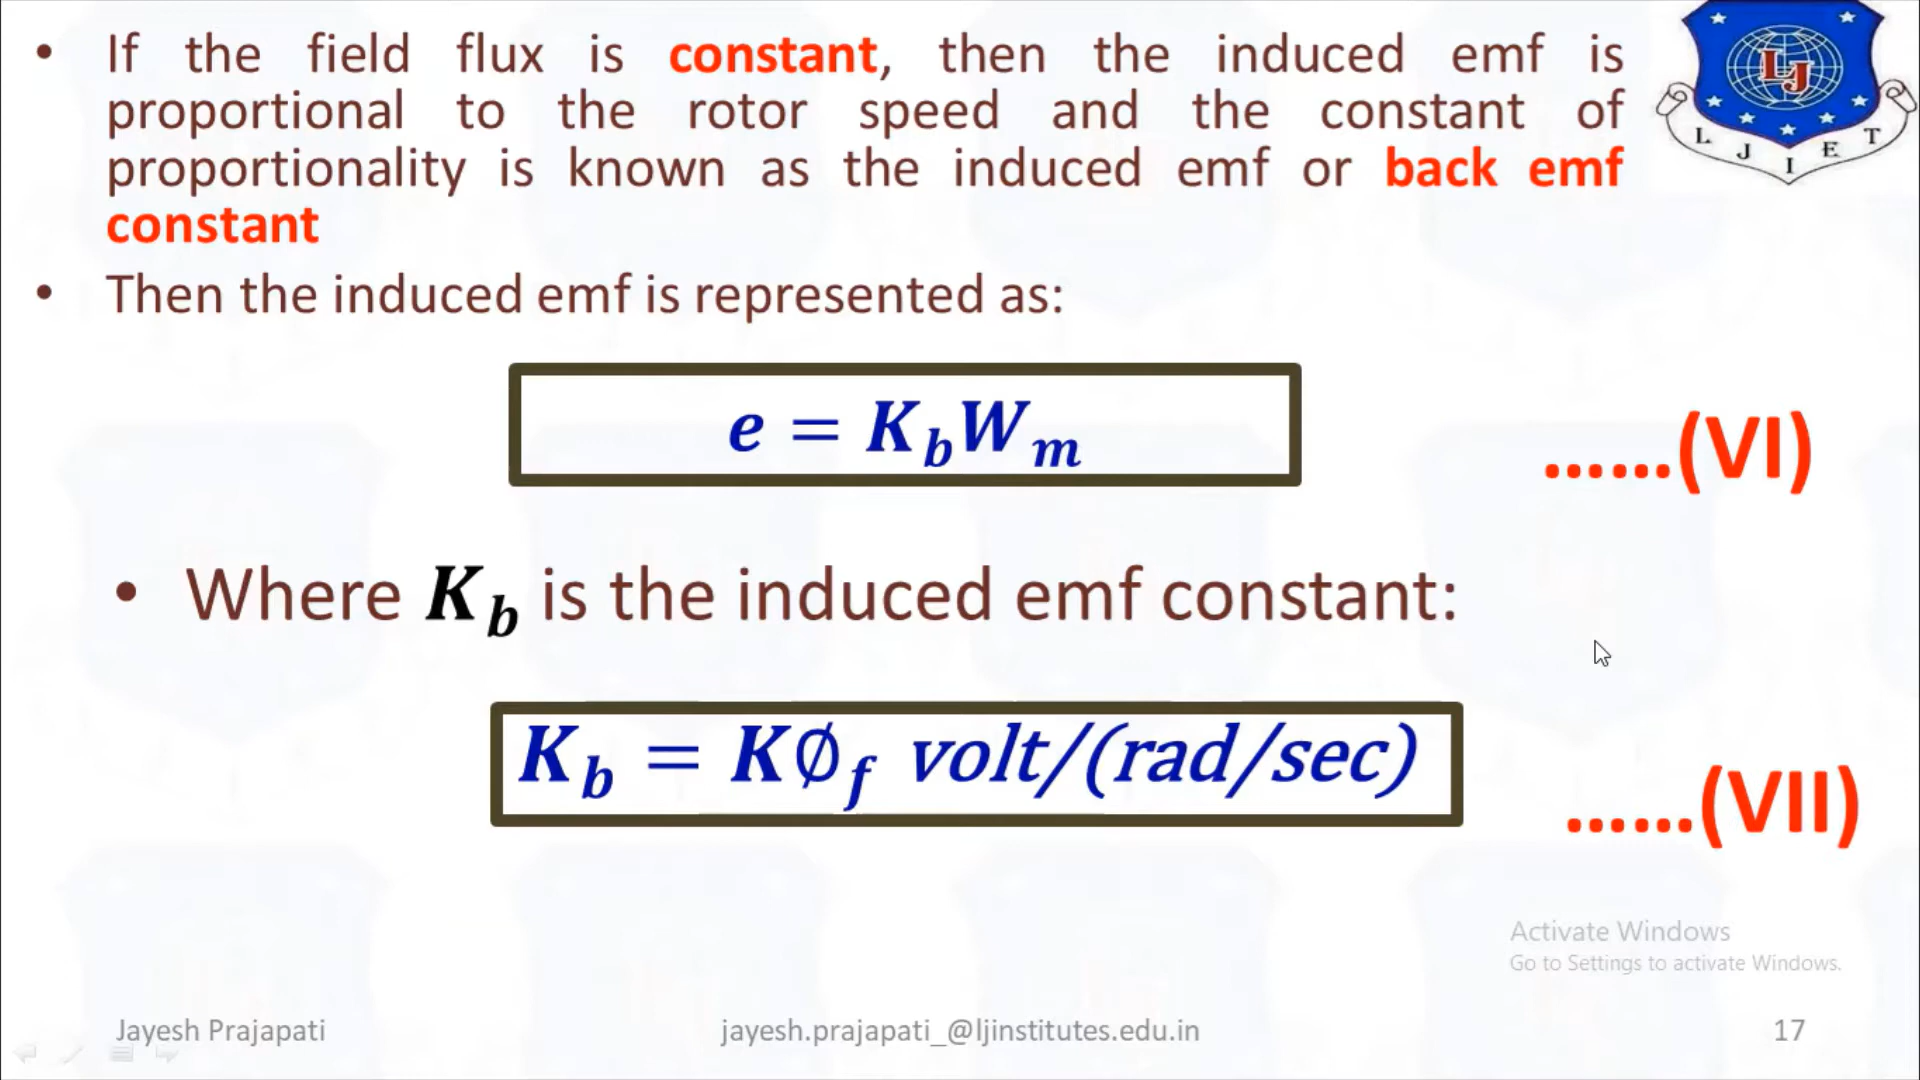 • If the field flux is constant, then the induced emf is
proportional to the rotor speed and the constant of
proportionality is known as the induced emf or back emf
constant
• Then the induced emf is represented as:
e = K_b W_m
......(VI)
• Where K_b is the induced emf constant:
K_b = K∅_f volt/(rad/sec)
......(VII)
LJ
L J I E T
Activate Windows
Go to Settings to activate Windows.
Jayesh Prajapati
jayesh.prajapati_@ljinstitutes.edu.in
17